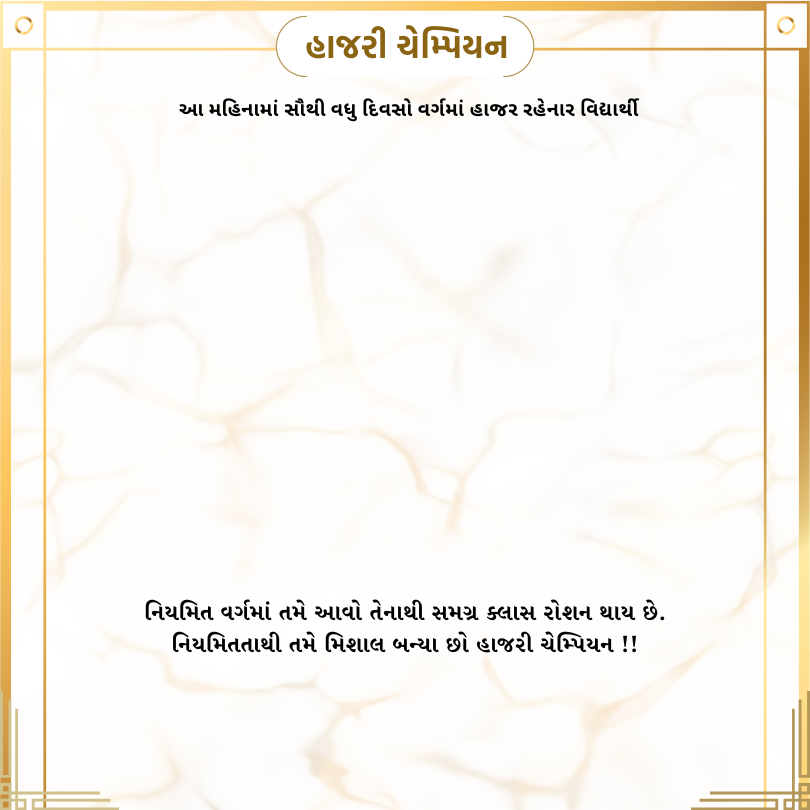 હાજરી ચેમ્પિયન
આ મહિનામાં સૌથી વધુ દિવસો વર્ગમાં હાજર રહેનાર વિદ્યાર્થી
નિયમિત વર્ગમાં તમે આવો તેનાથી સમગ્ર ક્લાસ રોશન થાય છે.
નિયમિતતાથી તમે મિશાલ બન્યા છો હાજરી ચેમ્પિયન !!